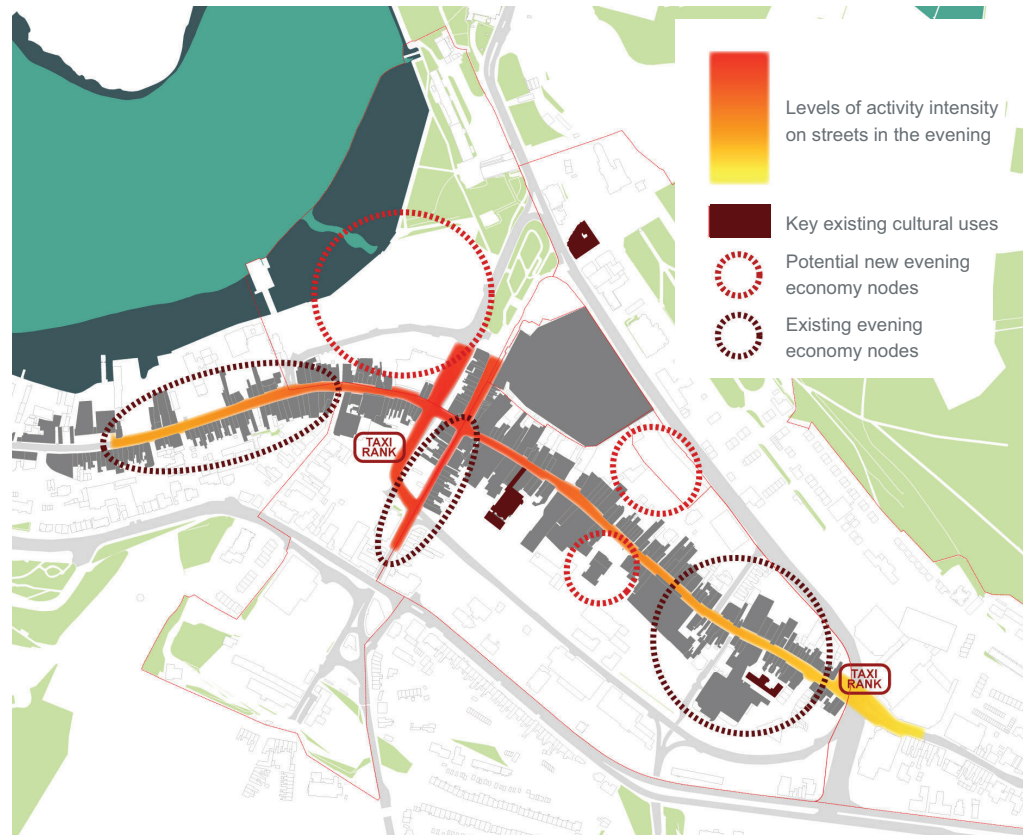 Levels of activity intensity
on streets in the evening
Key existing cultural uses
Potential new evening
economy nodes
Existing evening
economy nodes
TAXI
RANK
TAXI
RANK